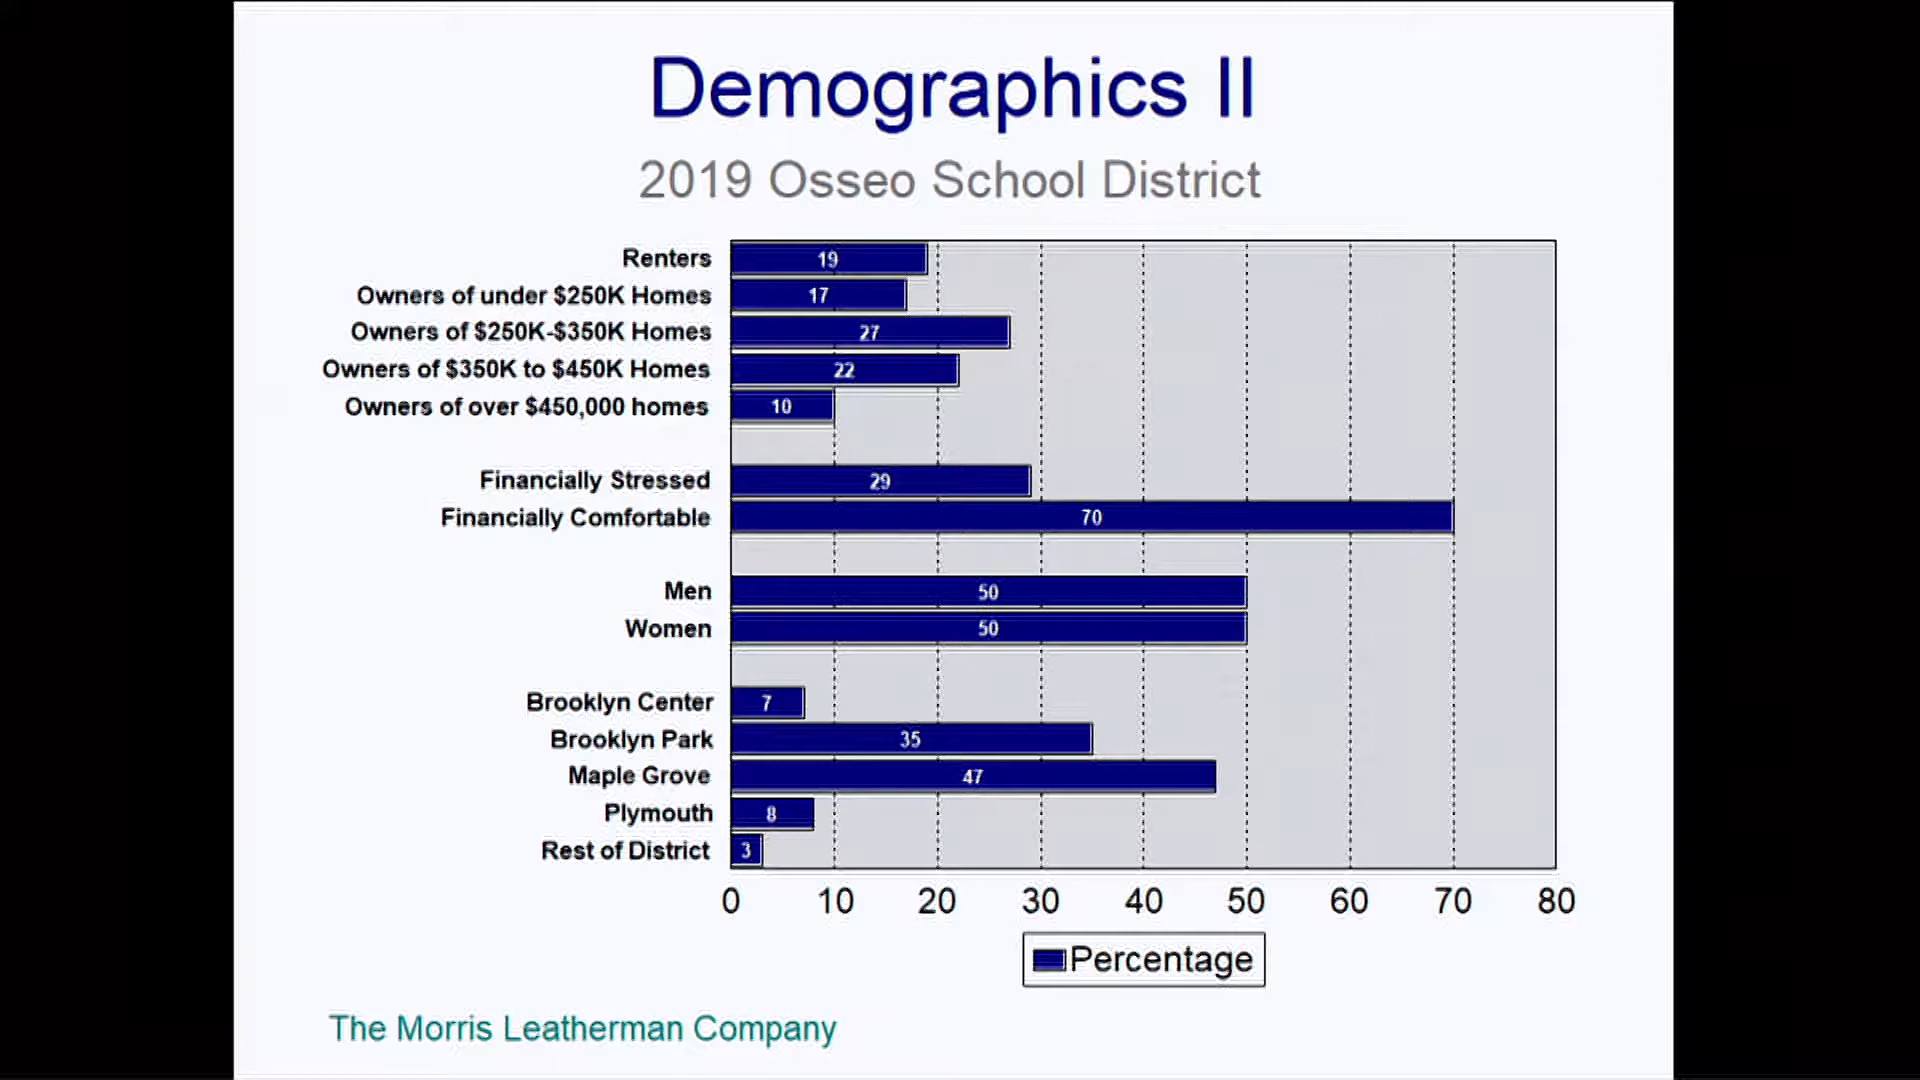 Demographics II
2019 Osseo School District
Renters 19
Owners of under $250K Homes 17
Owners of $250K-$350K Homes 27
Owners of $350K to $450K Homes 22
Owners of over $450,000 homes 10
Financially Stressed 29
Financially Comfortable 70
Men 50
Women 50
Brooklyn Center 7
Brooklyn Park 35
Maple Grove 47
Plymouth 8
Rest of District 3
0 10 20 30 40 50 60 70 80
Percentage
The Morris Leatherman Company